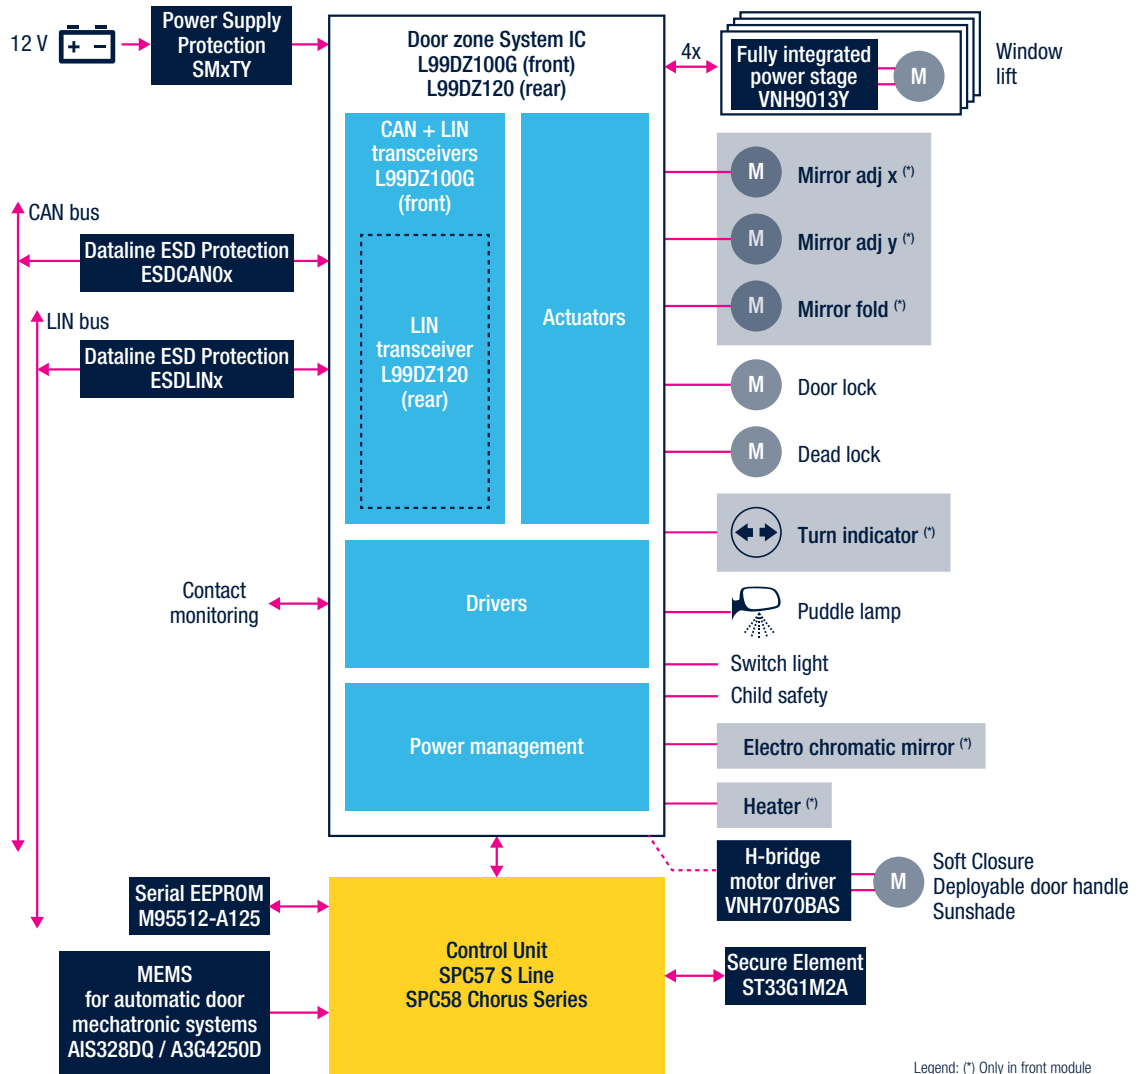 12 V
+ -
Power Supply
Protection
SMxTY
Door zone System IC
L99DZ100G (front)
L99DZ120 (rear)
4x
Fully integrated
power stage
VNH9013Y
M
Window
lift
CAN + LIN
transceivers
L99DZ100G
(front)
LIN
transceiver
L99DZ120
(rear)
Actuators
M
Mirror adj x (*)
M
Mirror adj y (*)
M
Mirror fold (*)
M
Door lock
M
Dead lock
CAN bus
Dataline ESD Protection
ESDCAN0x
LIN bus
Dataline ESD Protection
ESDLINx
Turn indicator (*)
Contact
monitoring
Drivers
Puddle lamp
Switch light
Child safety
Power management
Electro chromatic mirror (*)
Heater (*)
H-bridge
motor driver
VNH7070BAS
M
Soft Closure
Deployable door handle
Sunshade
Serial EEPROM
M95512-A125
Control Unit
SPC57 S Line
SPC58 Chorus Series
Secure Element
ST33G1M2A
MEMS
for automatic door
mechatronic systems
AIS328DQ / A3G4250D
Legend: (*) Only in front module